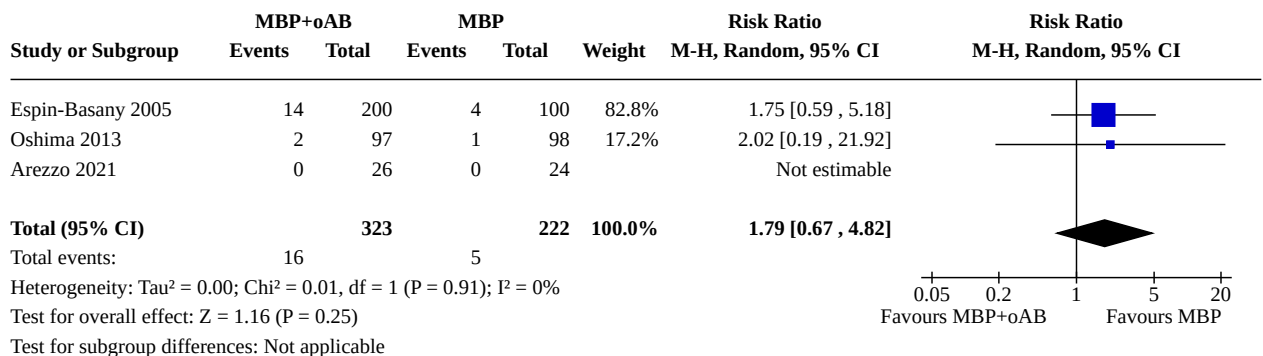 MBP+oAB MBP Risk Ratio Risk Ratio
Study or Subgroup Events Total Events Total Weight M-H, Random, 95% CI M-H, Random, 95% CI
Espin-Basany 2005 14 200 4 100 82.8% 1.75 [0.59 , 5.18]
Oshima 2013 2 97 1 98 17.2% 2.02 [0.19 , 21.92]
Arezzo 2021 0 26 0 24 Not estimable
Total (95% CI) 323 222 100.0% 1.79 [0.67 , 4.82]
Total events: 16 5
Heterogeneity: Tau² = 0.00; Chi² = 0.01, df = 1 (P = 0.91); I² = 0%
0.05 0.2 1 5 20
Test for overall effect: Z = 1.16 (P = 0.25) Favours MBP+oAB Favours MBP
Test for subgroup differences: Not applicable